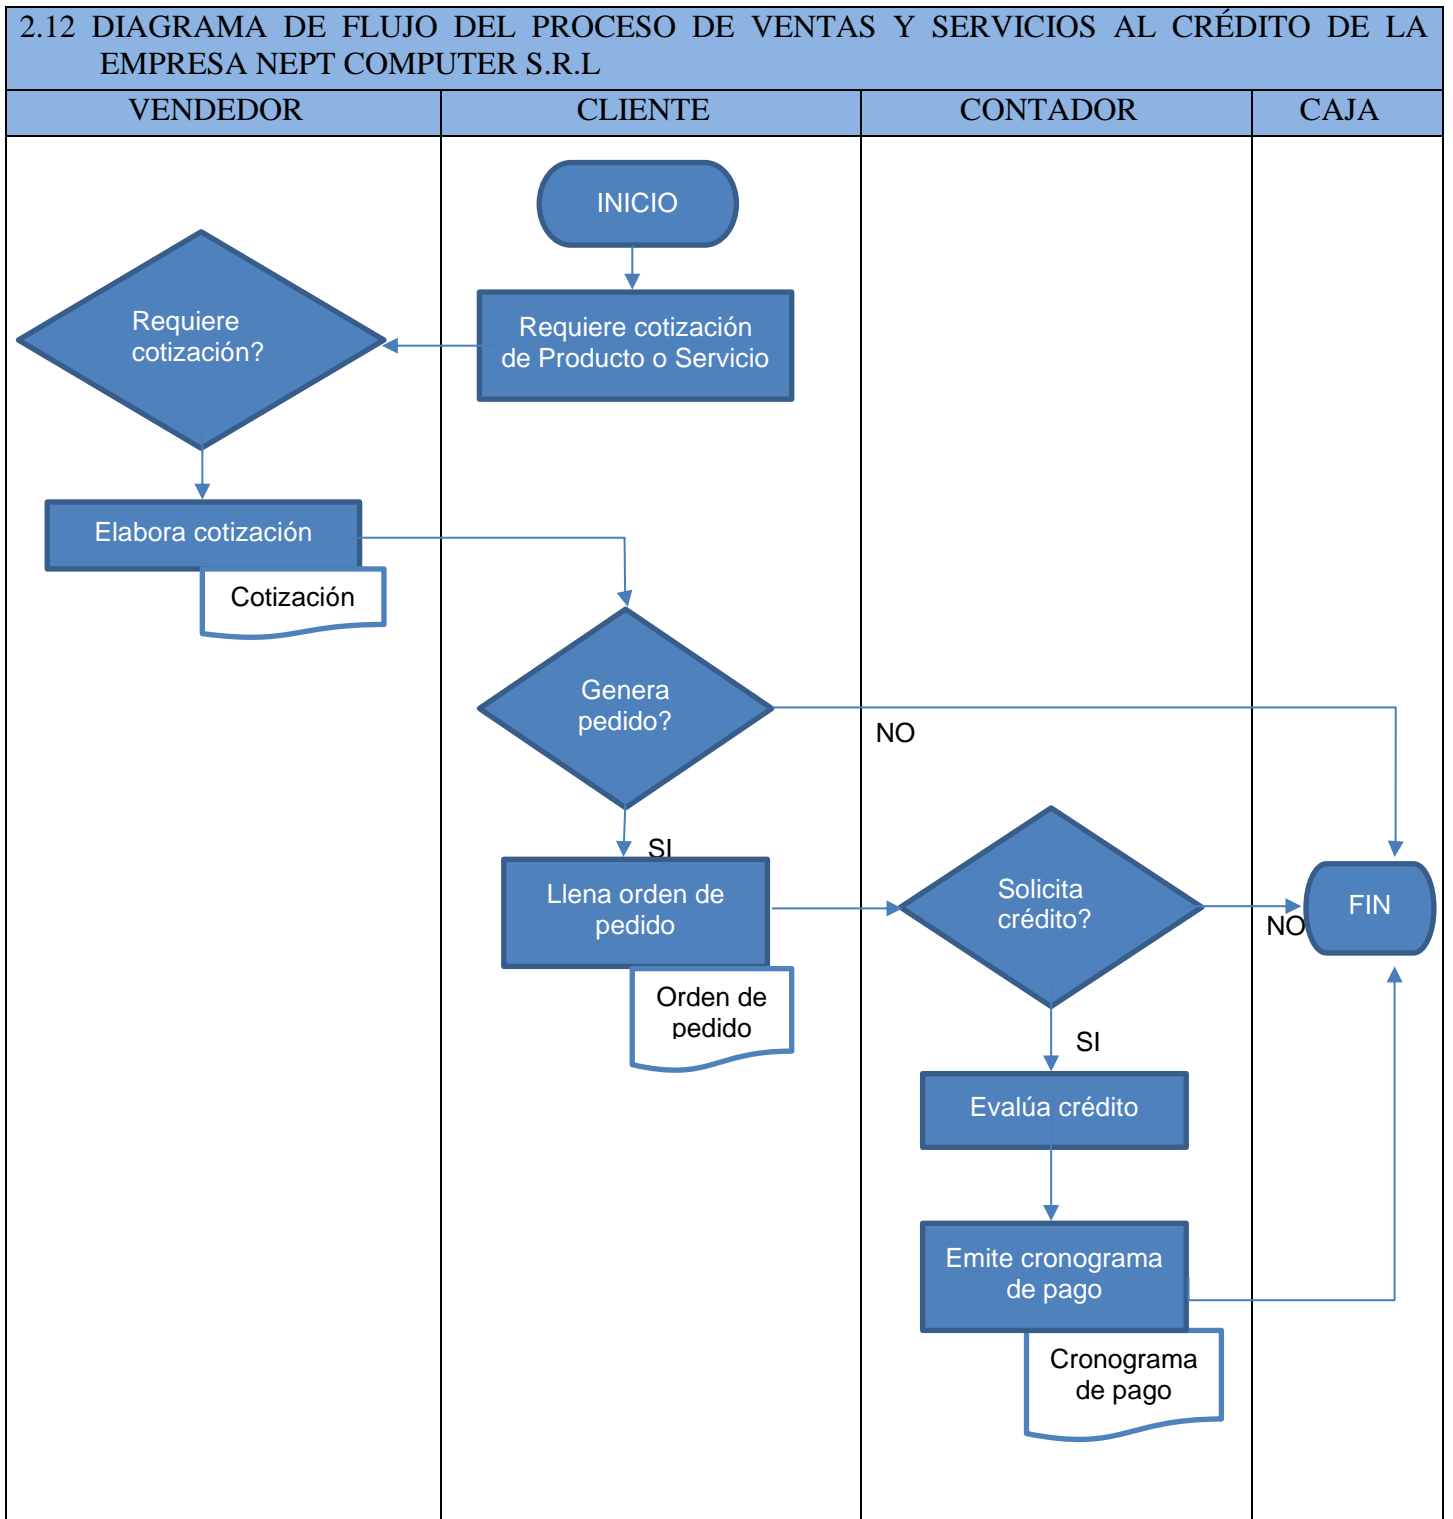 2.12 DIAGRAMA DE FLUJO DEL PROCESO DE VENTAS Y SERVICIOS AL CRÉDITO DE LA
EMPRESA NEPT COMPUTER S.R.L
VENDEDOR
CLIENTE
CONTADOR
CAJA
INICIO
Requiere
cotización?
Requiere cotización
de Producto o Servicio
Elabora cotización
Cotización
Genera
pedido?
NO
SI
Llena orden de
pedido
Solicita
crédito?
NO
FIN
Orden de
pedido
SI
Evalúa crédito
Emite cronograma
de pago
Cronograma
de pago